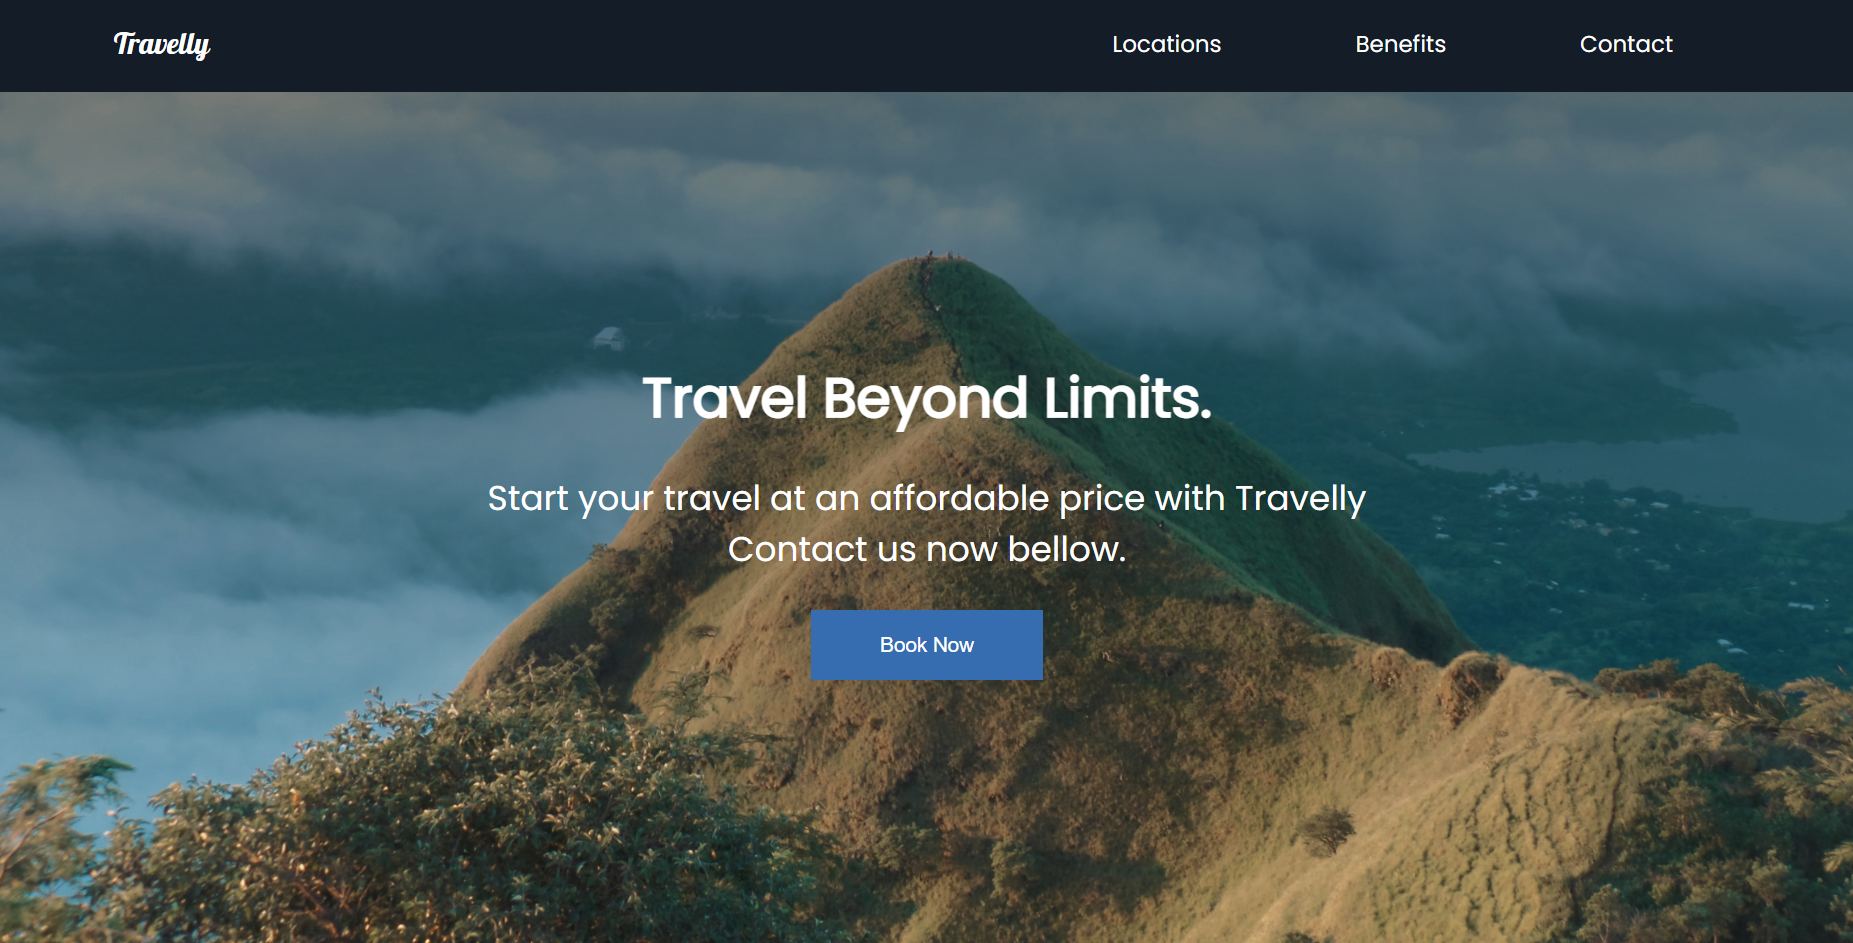 Travelly
Locations
Benefits
Contact
Travel Beyond Limits.
Start your travel at an affordable price with Travelly
Contact us now bellow.
Book Now